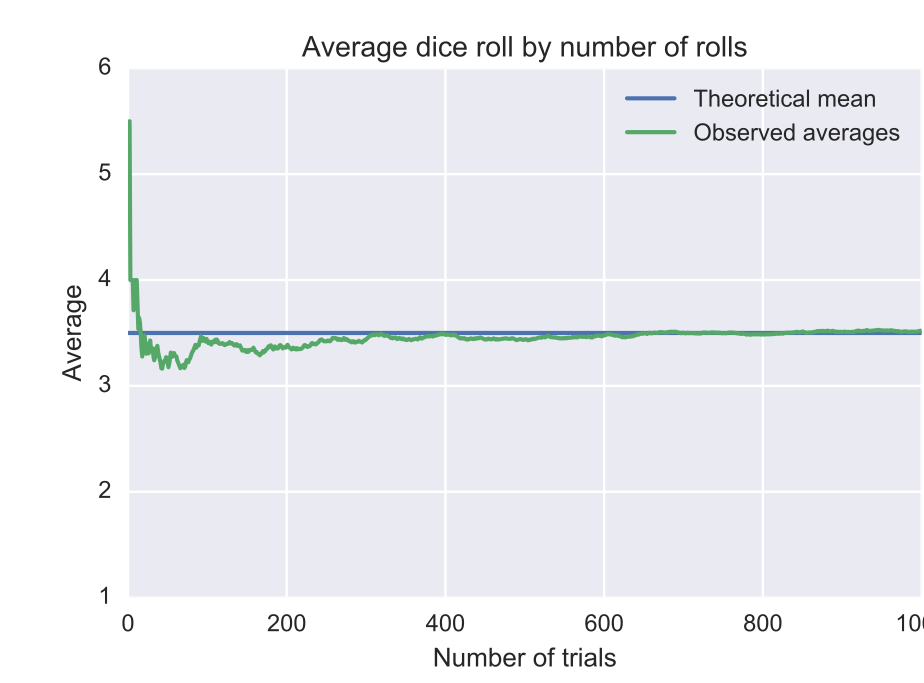 Average dice roll by number of rolls
6
Theoretical mean
Observed averages
5
4
Average
3
2
1
0 200 400 600 800 100
Number of trials